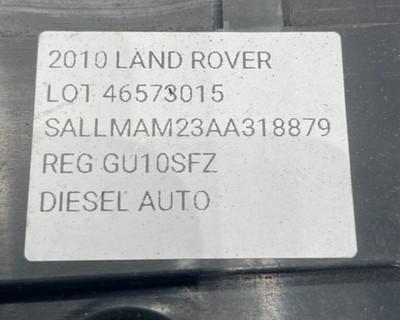 2010 LAND ROVER
LOT 46573015
SALLMAM23AA318879
REG GU10SFZ
DIESEL AUTO